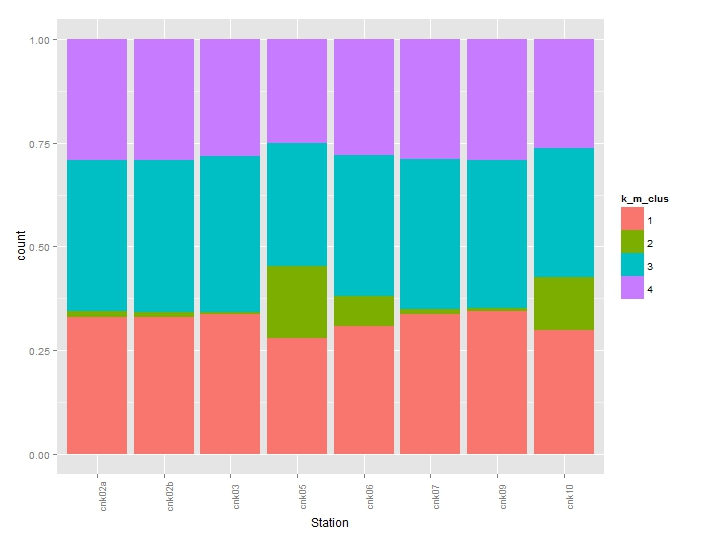 1.00
0.75
0.50
0.25
0.00
count
cnk02a
cnk02b
cnk03
cnk05
cnk06
cnk07
cnk09
cnk10
Station
k_m_clus
1
2
3
4